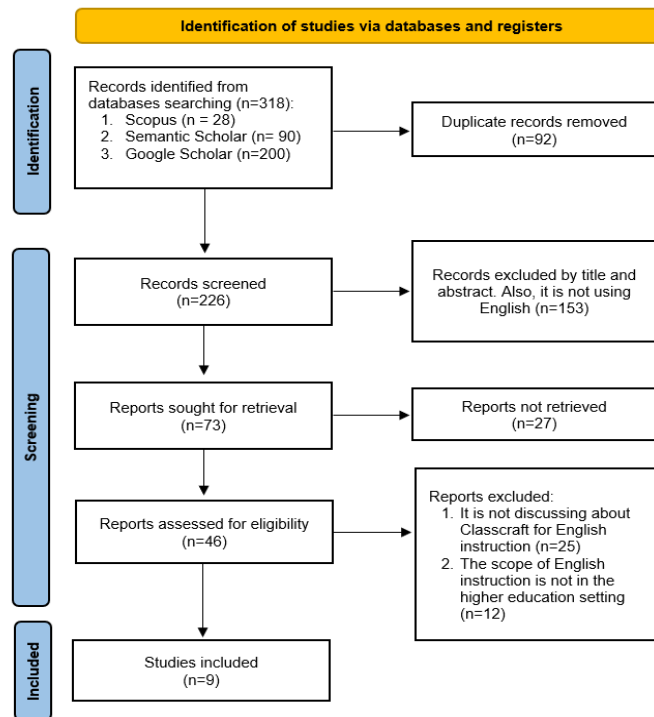 Identification of studies via databases and registers
Identification
Records identified from
databases searching (n=318):
1. Scopus (n = 28)
2. Semantic Scholar (n= 90)
3. Google Scholar (n=200)
Duplicate records removed
(n=92)
Screening
Records screened
(n=226)
Records excluded by title and
abstract. Also, it is not using
English (n=153)
Reports sought for retrieval
(n=73)
Reports not retrieved
(n=27)
Reports assessed for eligibility
(n=46)
Reports excluded:
1. It is not discussing about
Classcraft for English
instruction (n=25)
2. The scope of English
instruction is not in the
higher education setting
(n=12)
Included
Studies included
(n=9)